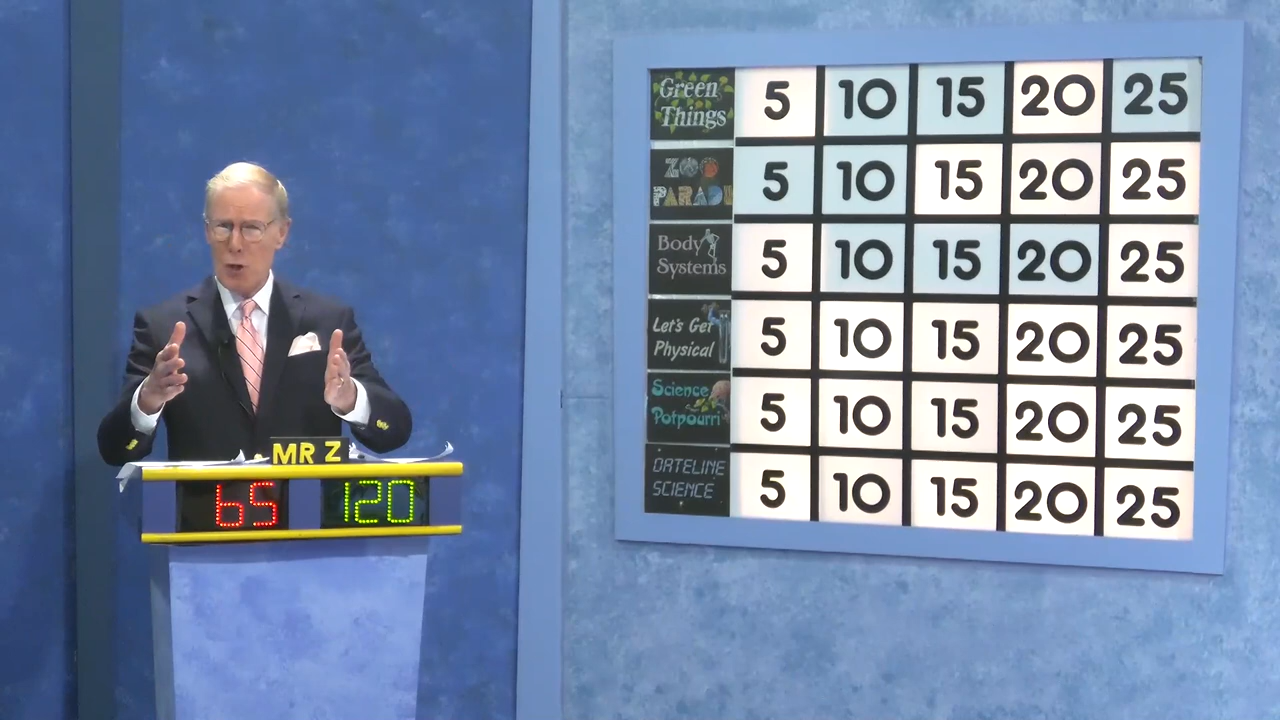 Green Things 5 10 15 20 25
ZOO PARADE 5 10 15 20 25
Body Systems 5 10 15 20 25
Let's Get Physical 5 10 15 20 25
Science Potpourri 5 10 15 20 25
DATELINE SCIENCE 5 10 15 20 25
MR Z
65 120